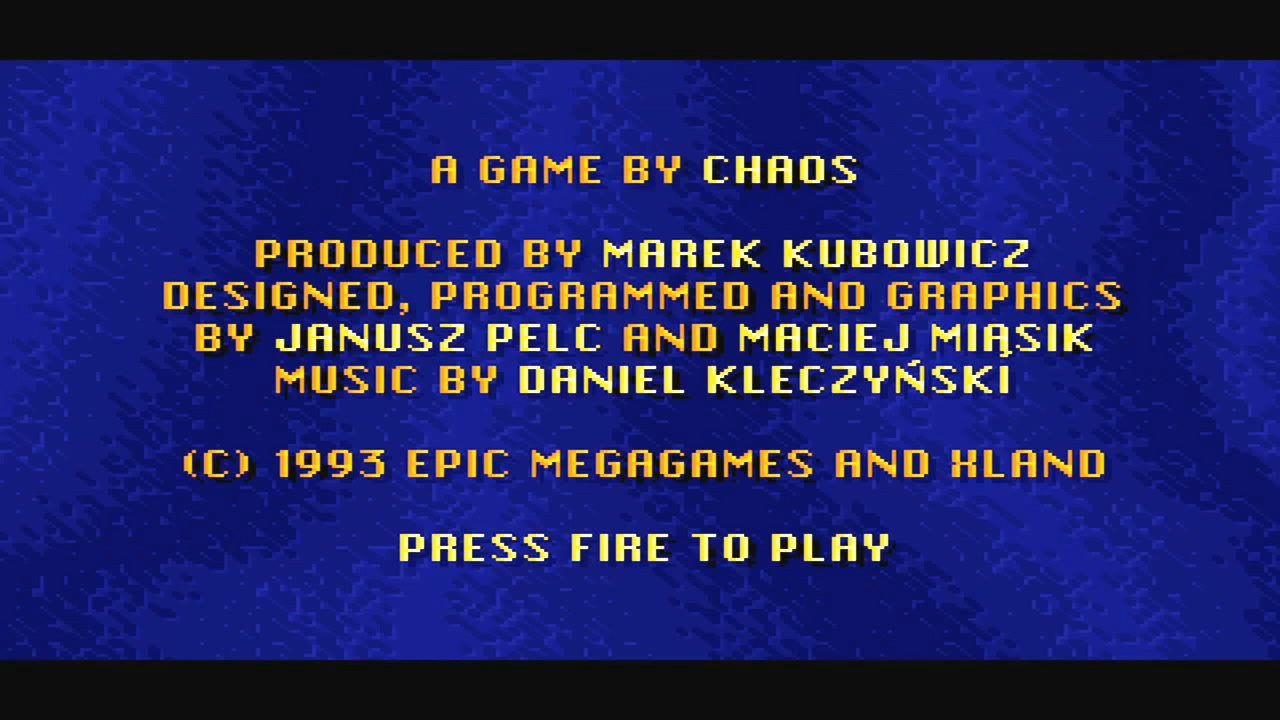 A GAME BY CHAOS
PRODUCED BY MAREK KUBOWICZ
DESIGNED, PROGRAMMED AND GRAPHICS
BY JANUSZ PELC AND MACIEJ MIĄSIK
MUSIC BY DANIEL KLECZYŃSKI
(C) 1993 EPIC MEGAGAMES AND XLAND
PRESS FIRE TO PLAY